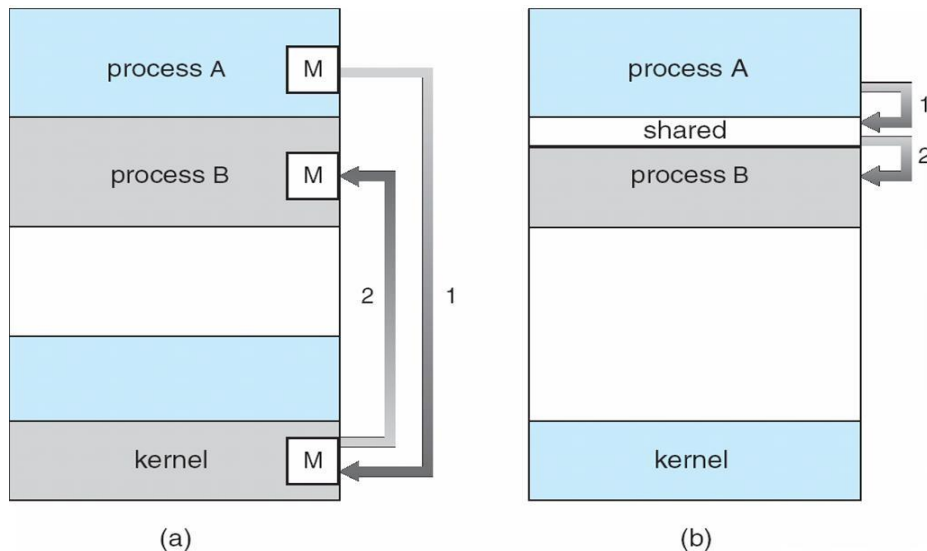 process A
M
process B
M
2
1
kernel
M
(a)
process A
1
shared
2
process B
kernel
(b)